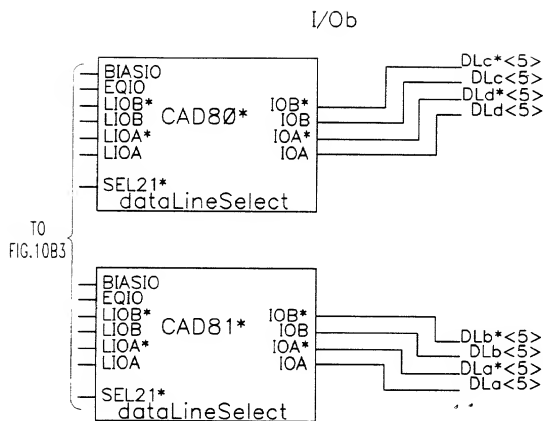 I/Ob
BIASIO
EQIO
LIOB*
LIOB
LIOA*
LIOA
SEL21*
CAD80*
IOB*
IOB
IOA*
IOA
dataLineSelect
DLc*<5>
DLc<5>
DLd*<5>
DLd<5>
TO
FIG.10B3
BIASIO
EQIO
LIOB*
LIOB
LIOA*
LIOA
SEL21*
CAD81*
IOB*
IOB
IOA*
IOA
dataLineSelect
DLb*<5>
DLb<5>
DLa*<5>
DLa<5>